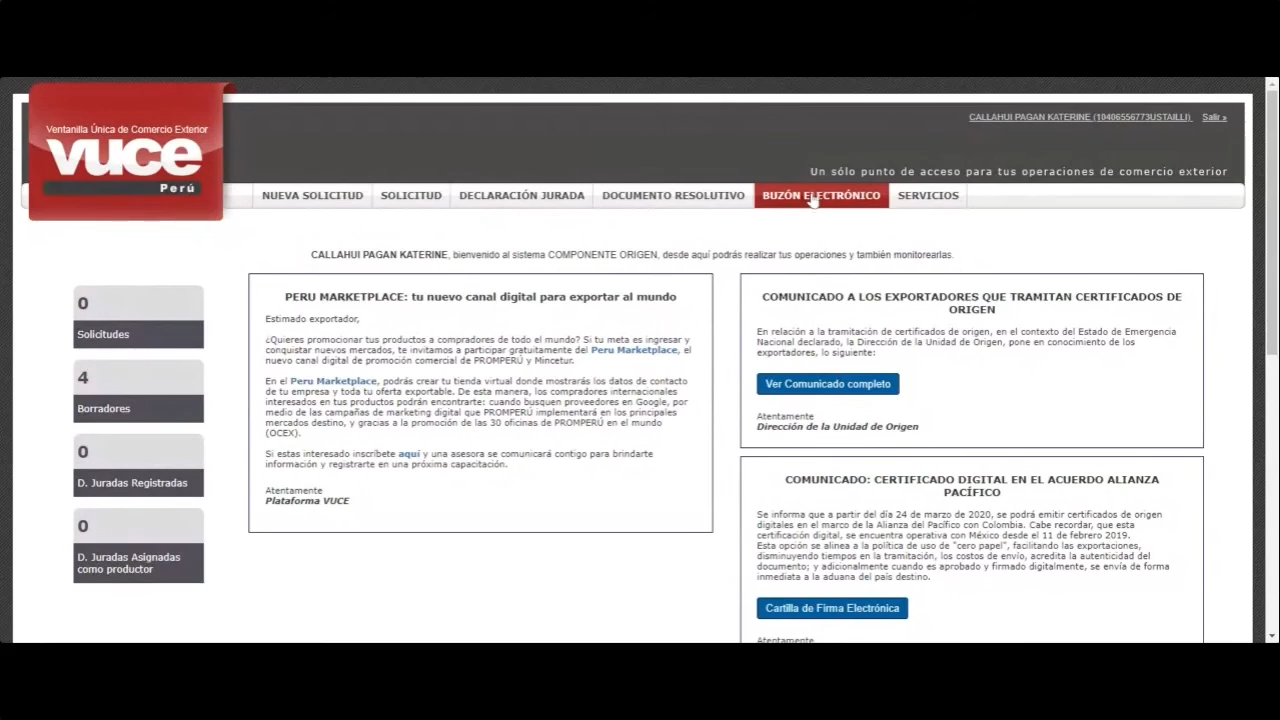 Ventanilla Única de Comercio Exterior
vuce
Perú
CALLAHUI PAGAN KATERINE (10406556773USTAILLI) Salir »
Un sólo punto de acceso para tus operaciones de comercio exterior
NUEVA SOLICITUD SOLICITUD DECLARACIÓN JURADA DOCUMENTO RESOLUTIVO BUZÓN ELECTRÓNICO SERVICIOS
CALLAHUI PAGAN KATERINE, bienvenido al sistema COMPONENTE ORIGEN, desde aquí podrás realizar tus operaciones y también monitorearlas.
0
Solicitudes
4
Borradores
0
D. Juradas Registradas
0
D. Juradas Asignadas
como productor
PERU MARKETPLACE: tu nuevo canal digital para exportar al mundo
Estimado exportador,
¿Quieres promocionar tus productos a compradores de todo el mundo? Si tu meta es ingresar y
conquistar nuevos mercados, te invitamos a participar gratuitamente del Peru Marketplace, el
nuevo canal digital de promoción comercial de PROMPERÚ y Mincetur.
En el Peru Marketplace, podrás crear tu tienda virtual donde mostrarás los datos de contacto
de tu empresa y toda tu oferta exportable. De esta manera, los compradores internacionales
interesados en tus productos podrán encontrarte: cuando busquen proveedores en Google, por
medio de las campañas de marketing digital que PROMPERÚ implementará en los principales
mercados destino, y gracias a la promoción de las 30 oficinas de PROMPERÚ en el mundo
(OCEX).
Si estas interesado inscríbete aquí y una asesora se comunicará contigo para brindarte
información y registrarte en una próxima capacitación.
Atentamente
Plataforma VUCE
COMUNICADO A LOS EXPORTADORES QUE TRAMITAN CERTIFICADOS DE
ORIGEN
En relación a la tramitación de certificados de origen, en el contexto del Estado de Emergencia
Nacional declarado, la Dirección de la Unidad de Origen, pone en conocimiento de los
exportadores, lo siguiente:
Ver Comunicado completo
Atentamente
Dirección de la Unidad de Origen
COMUNICADO: CERTIFICADO DIGITAL EN EL ACUERDO ALIANZA
PACÍFICO
Se informa que a partir del día 24 de marzo de 2020, se podrá emitir certificados de origen
digitales en el marco de la Alianza del Pacífico con Colombia. Cabe recordar, que esta
certificación digital, se encuentra operativa con México desde el 11 de febrero 2019.
Esta opción se alinea a la política de uso de "cero papel", facilitando las exportaciones,
disminuyendo tiempos en la tramitación, los costos de envío, acredita la autenticidad del
documento; y adicionalmente cuando es aprobado y firmado digitalmente, se envía de forma
inmediata a la aduana del país destino.
Cartilla de Firma Electrónica
Atentamente